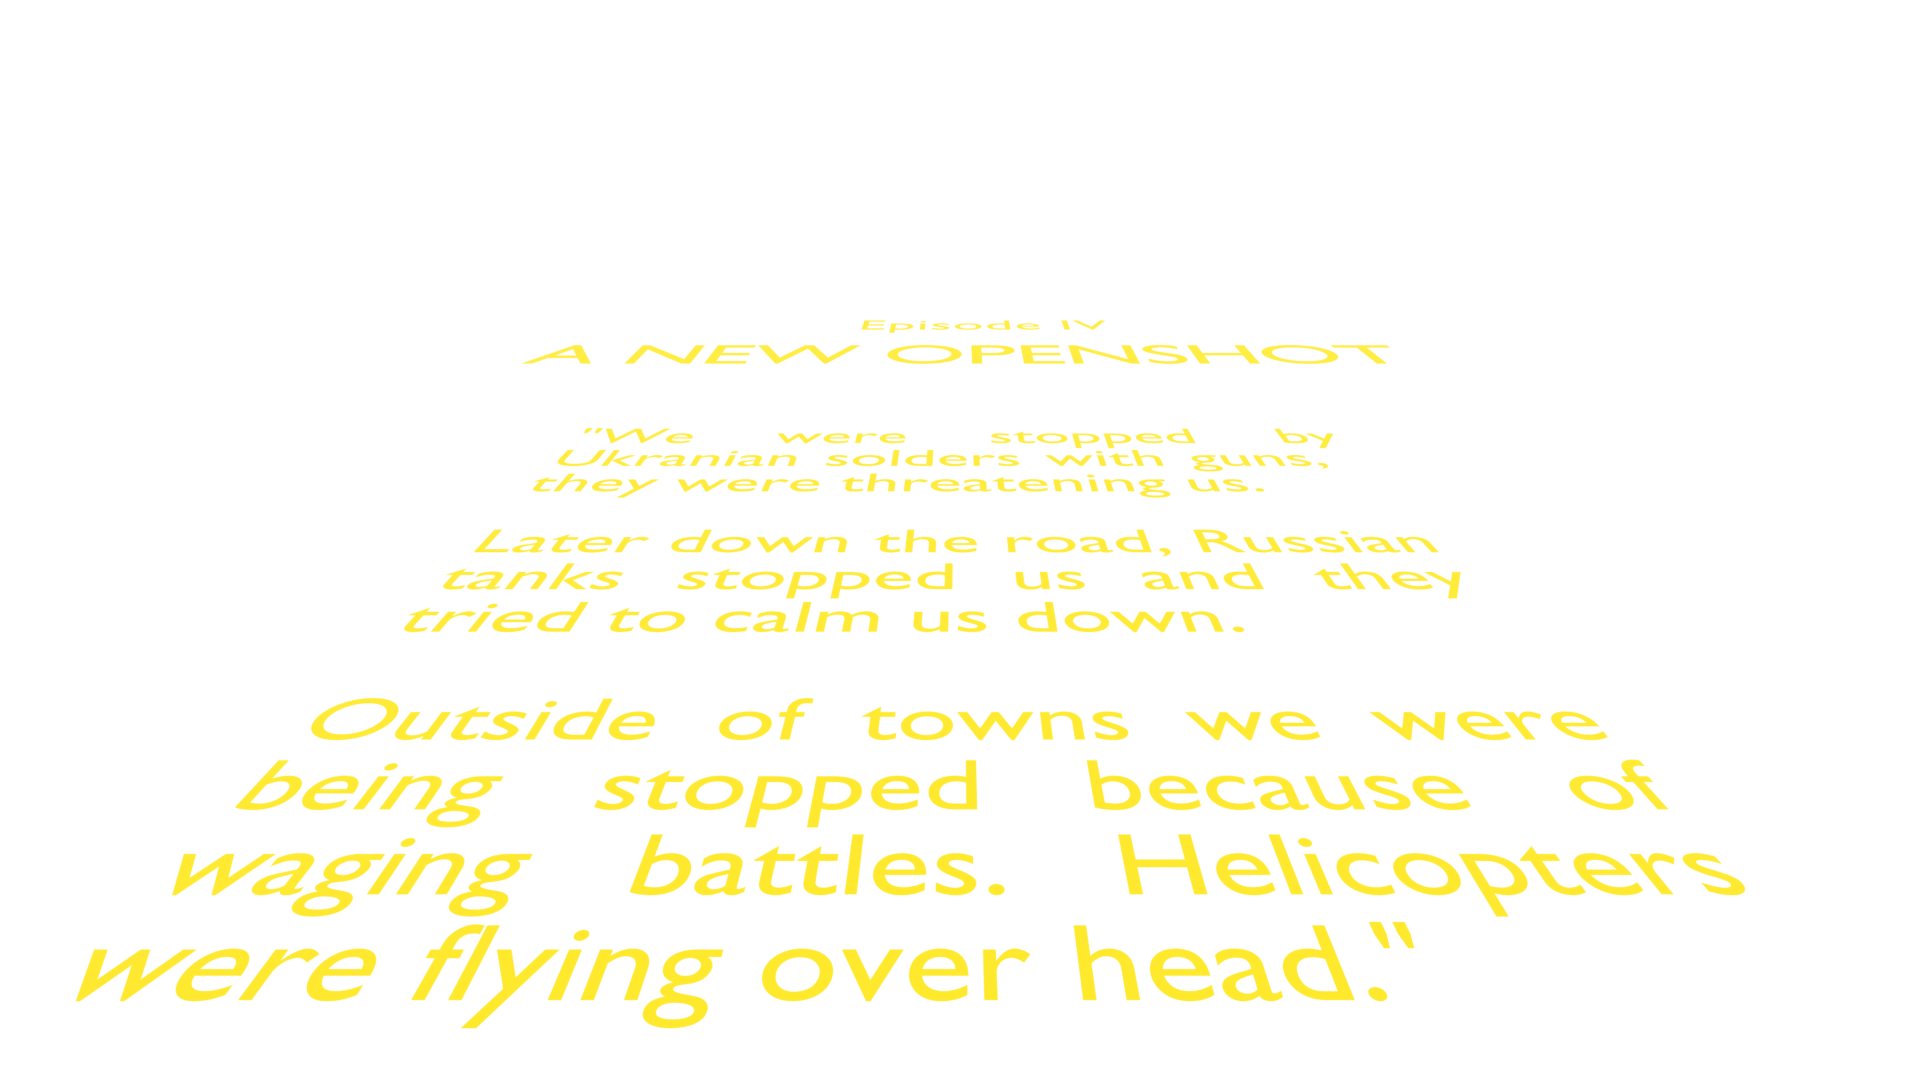 Episode IV
A NEW OPENSHOT
"We were stopped by
Ukranian solders with guns,
they were threatening us.
Later down the road, Russian
tanks stopped us and they
tried to calm us down.
Outside of towns we were
being stopped because of
waging battles. Helicopters
were flying over head."